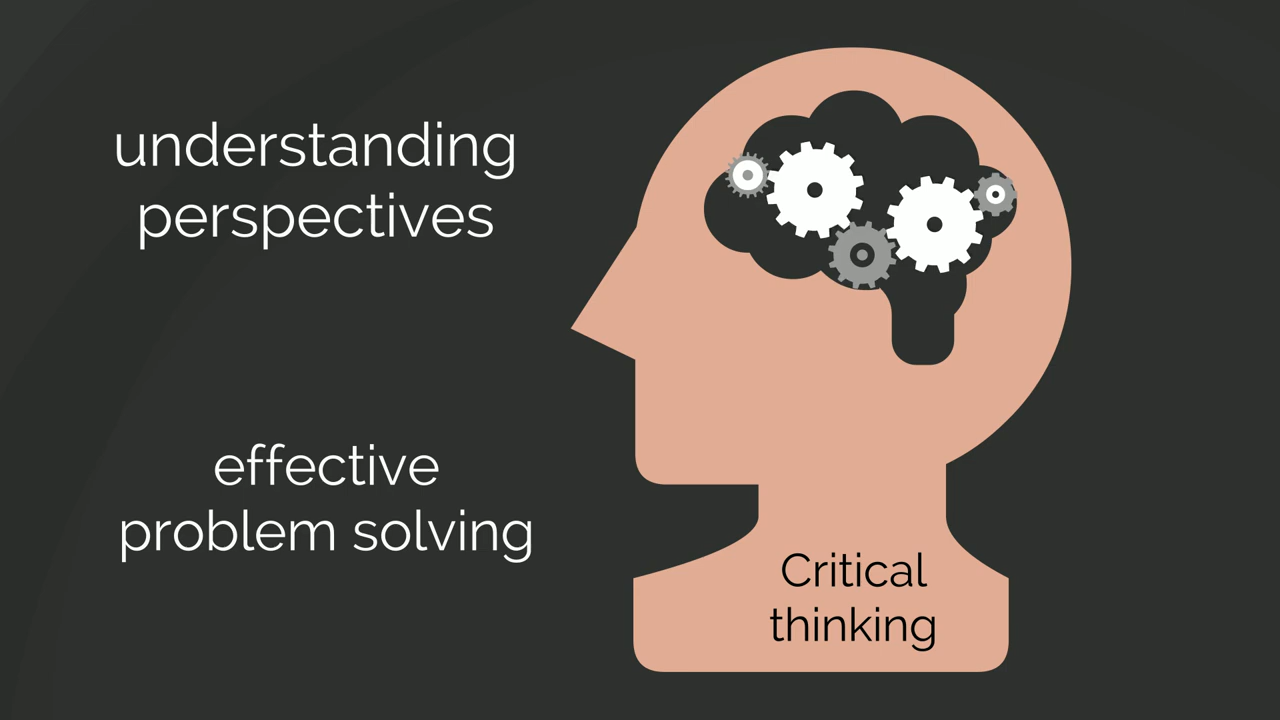 understanding
perspectives
effective
problem solving
Critical
thinking